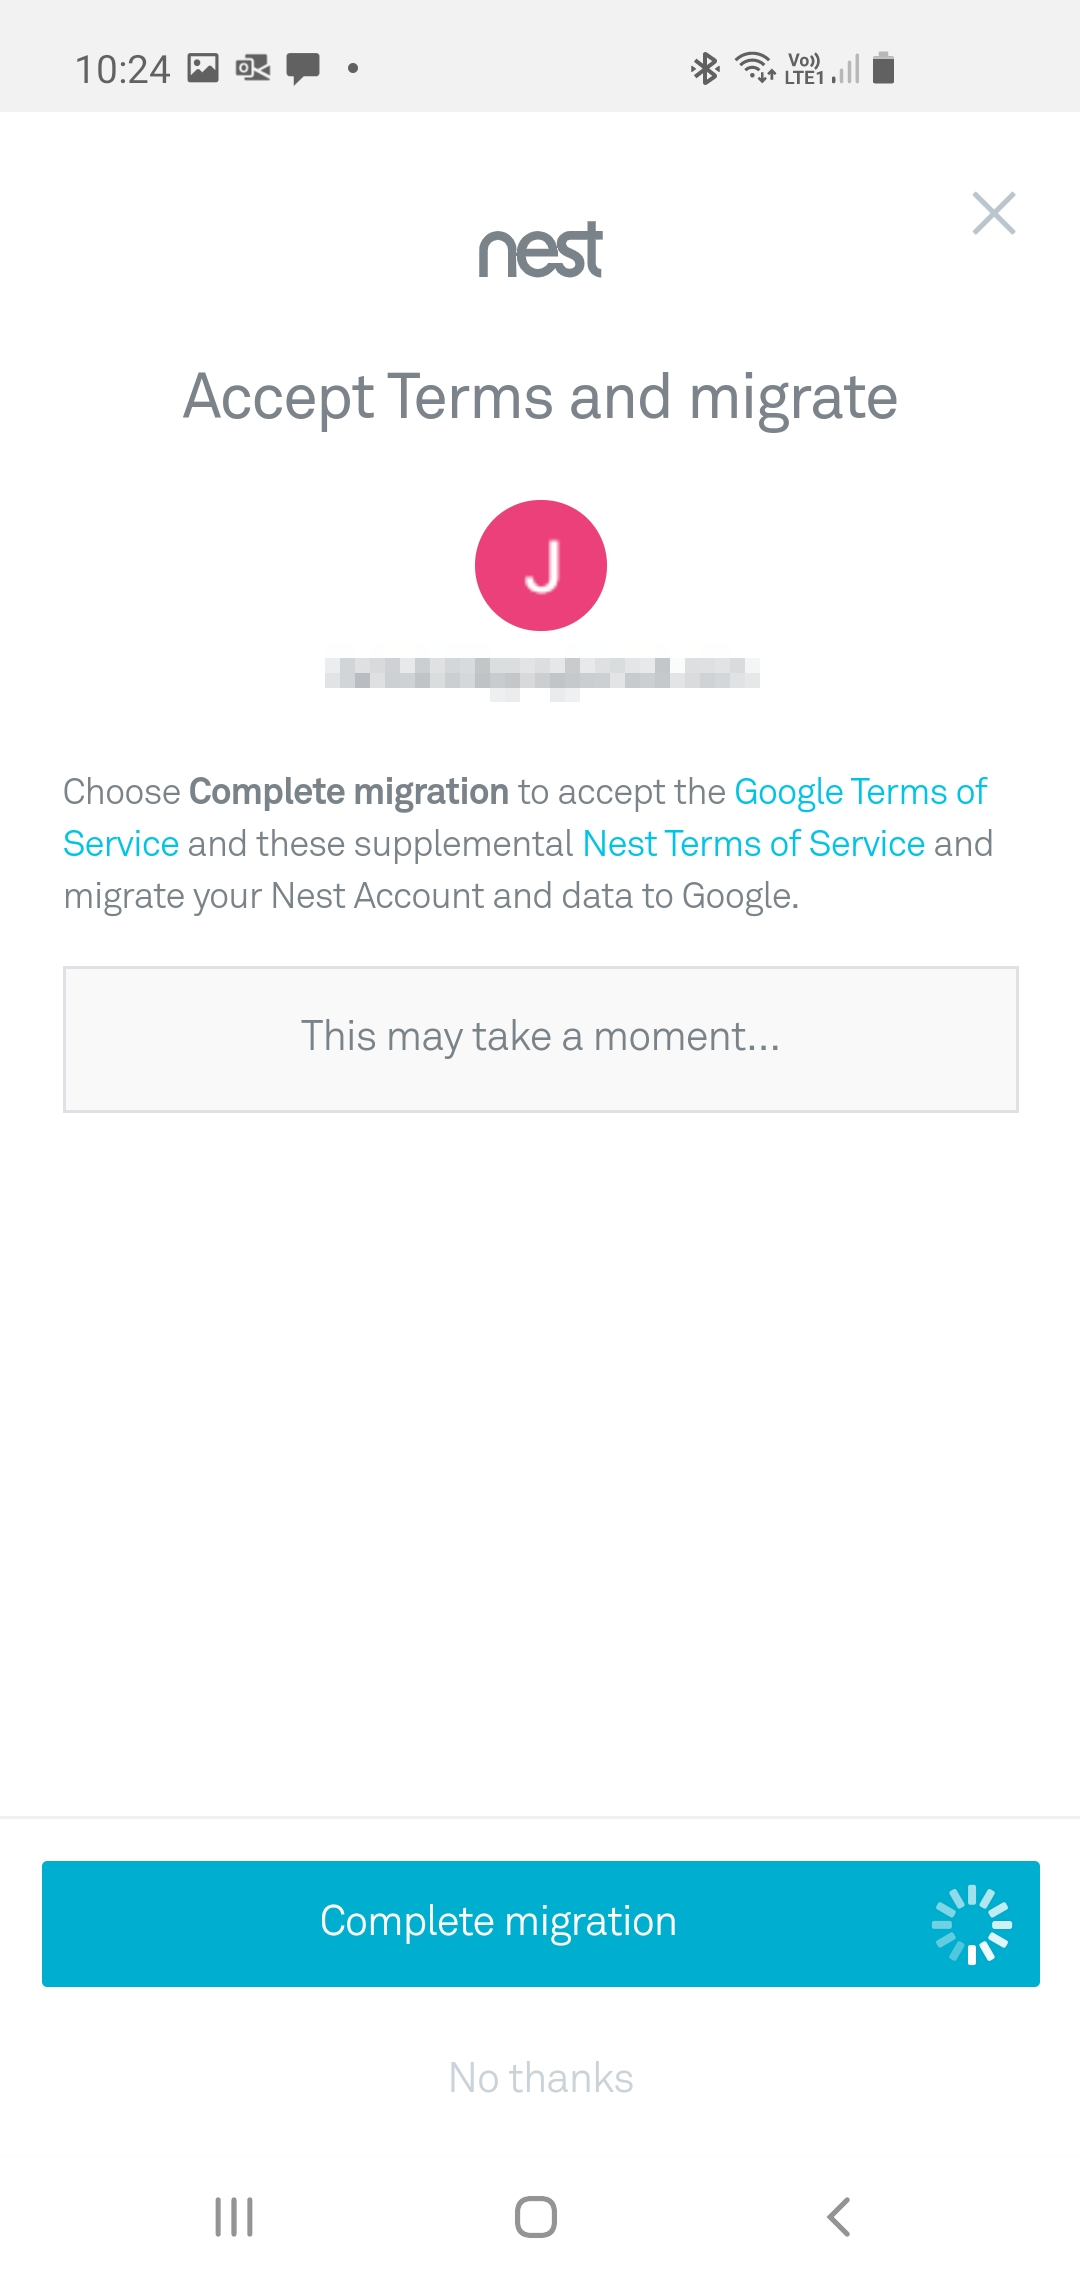 10:24
Vo))
LTE1
nest
Accept Terms and migrate
J
Choose Complete migration to accept the Google Terms of
Service and these supplemental Nest Terms of Service and
migrate your Nest Account and data to Google.
This may take a moment...
Complete migration
No thanks